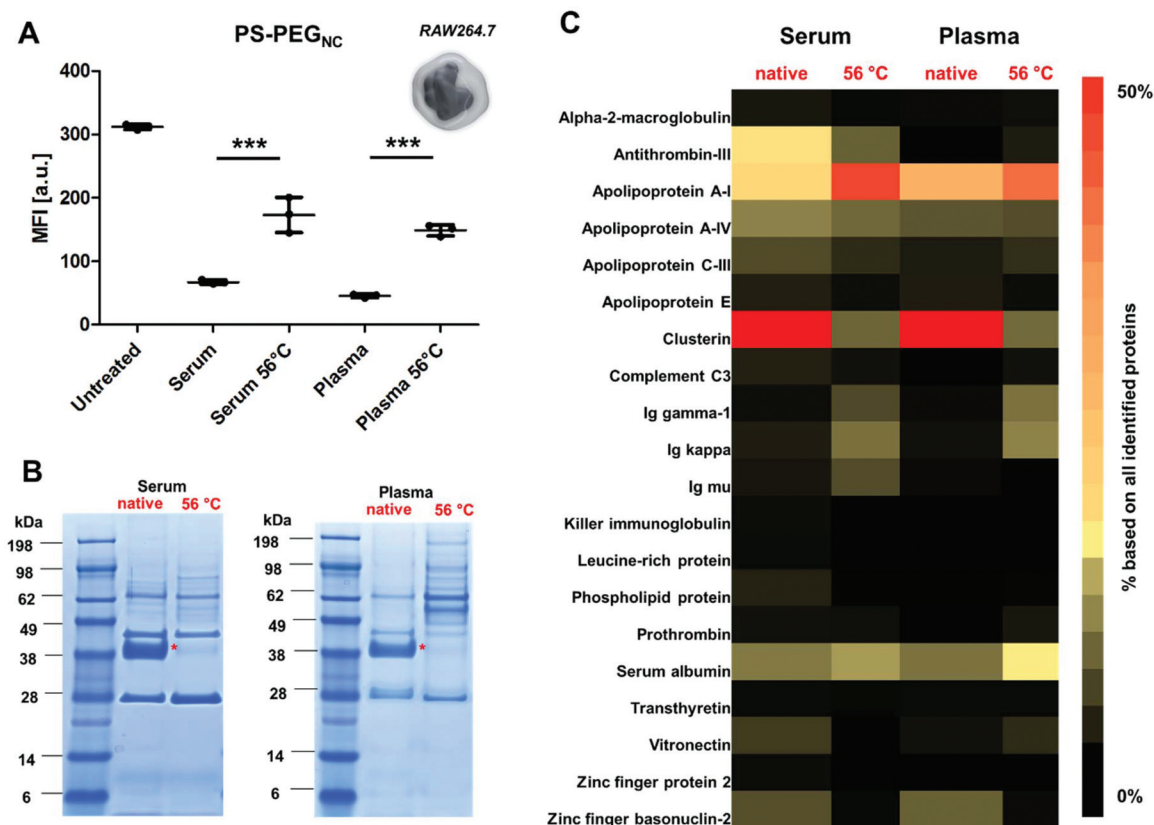 A
PS-PEGNC
RAW264.7
400
300
200
100
0
MFI [a.u.]
***
***
Untreated
Serum
Serum 56°C
Plasma
Plasma 56°C
B
Serum
native 56 °C
kDa
198
98
62
49
38
28
14
6
*
Plasma
native 56 °C
kDa
198
98
62
49
38
28
14
6
*
C
Serum Plasma
native 56 °C native 56 °C
Alpha-2-macroglobulin
Antithrombin-III
Apolipoprotein A-I
Apolipoprotein A-IV
Apolipoprotein C-III
Apolipoprotein E
Clusterin
Complement C3
Ig gamma-1
Ig kappa
Ig mu
Killer immunoglobulin
Leucine-rich protein
Phospholipid protein
Prothrombin
Serum albumin
Transthyretin
Vitronectin
Zinc finger protein 2
Zinc finger basonuclin-2
50%
% based on all identified proteins
0%